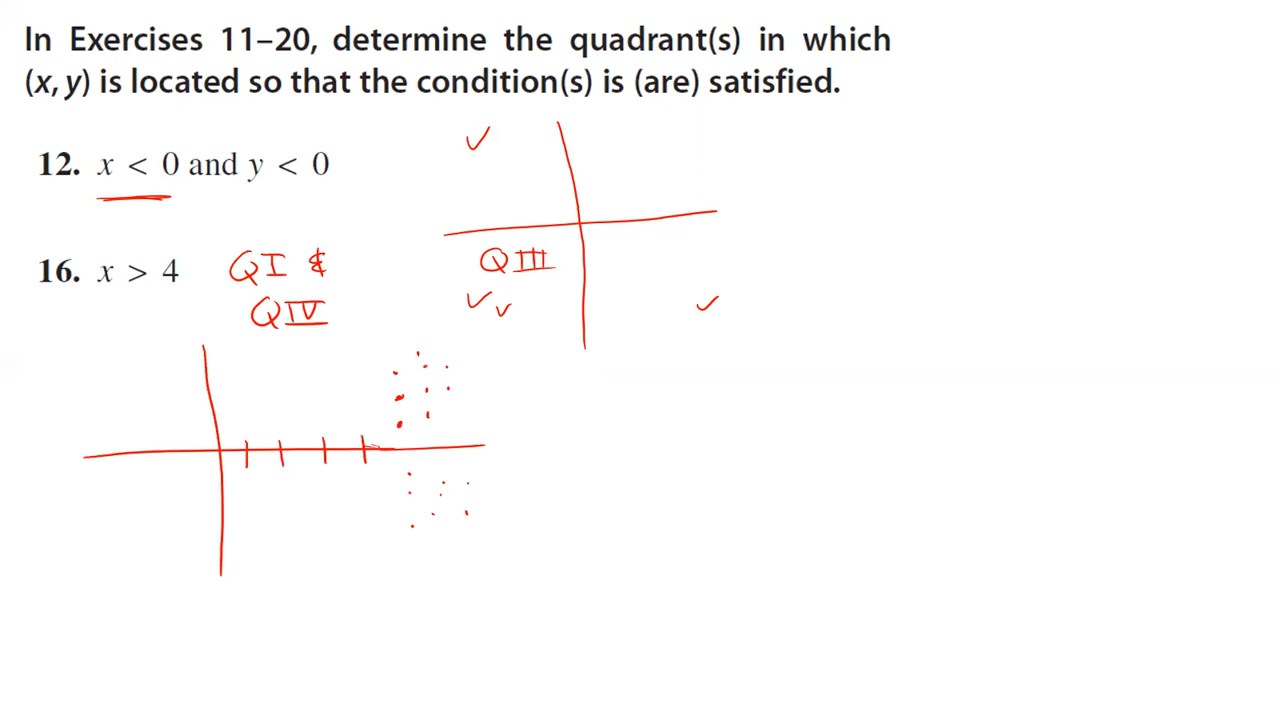 In Exercises 11–20, determine the quadrant(s) in which
(x, y) is located so that the condition(s) is (are) satisfied.
12. x < 0 and y < 0
16. x > 4
QI &
QIV
QIII